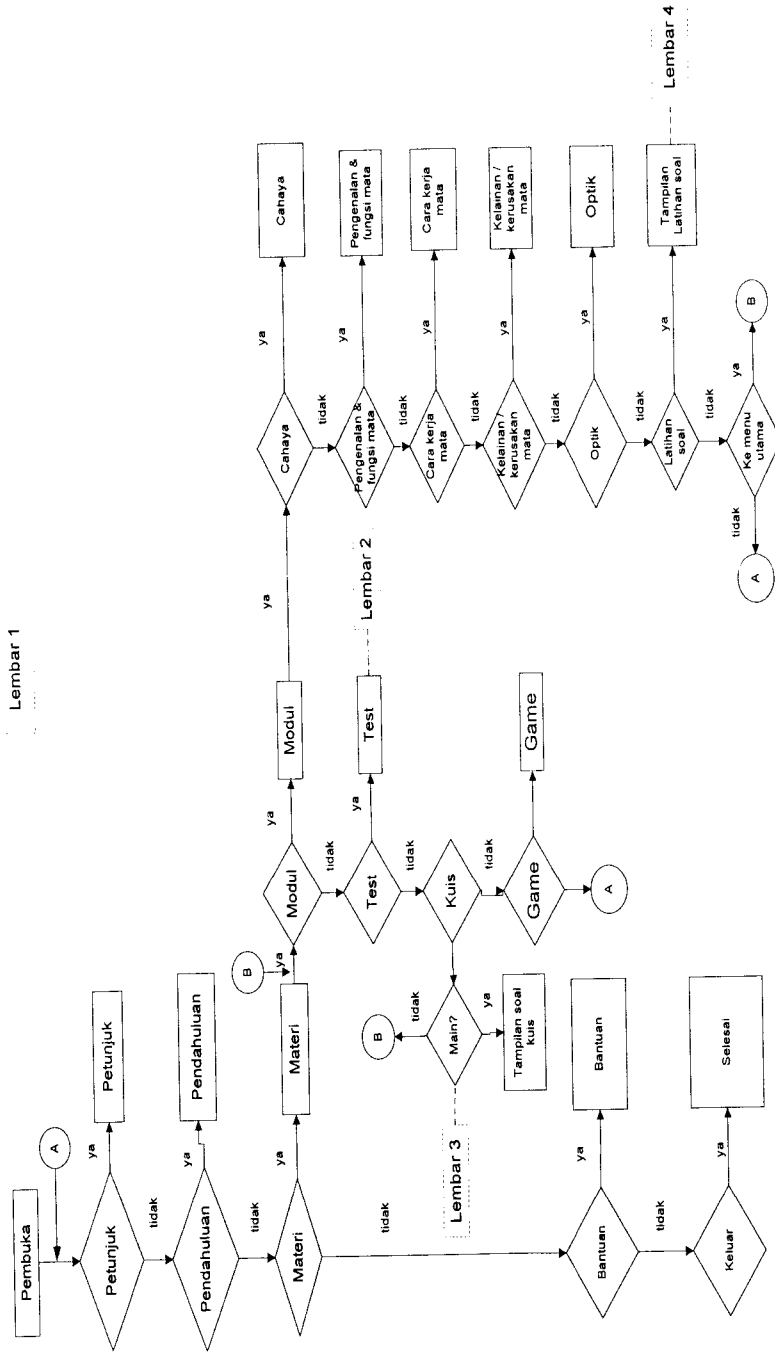 Lembar 1
Pembuka
A
Petunjuk
ya
Petunjuk
tidak
Pendahuluan
ya
Pendahuluan
tidak
Materi
ya
Materi
tidak
Bantuan
ya
Bantuan
tidak
Keluar
ya
Selesai
B
ya
Modul
ya
Modul
tidak
Test
ya
Test
Lembar 2
tidak
Kuis
tidak
Game
Game
A
Main?
tidak
B
ya
Tampilan soal
kuis
Lembar 3
ya
Cahaya
ya
Cahaya
tidak
Pengenalan &
fungsi mata
ya
Pengenalan &
fungsi mata
tidak
Cara kerja
mata
ya
Cara kerja
mata
tidak
Kelainan /
kerusakan
mata
ya
Kelainan /
kerusakan
mata
tidak
Optik
ya
Optik
tidak
Latihan
soal
ya
Tampilan
Latihan soal
Lembar 4
tidak
Ke menu
utama
tidak
A
ya
B